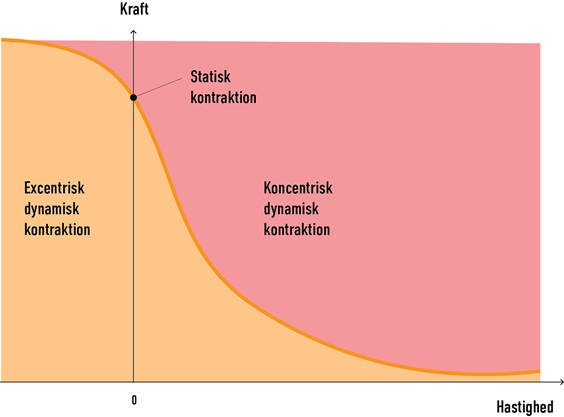 Kraft
Statisk
kontraktion
Excentrisk
dynamisk
kontraktion
Koncentrisk
dynamisk
kontraktion
0
Hastighed